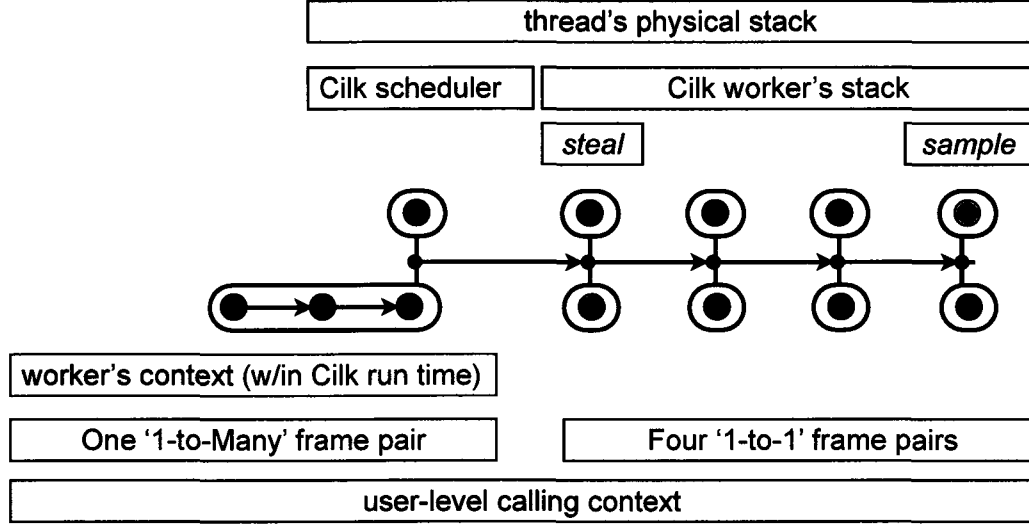 thread's physical stack
Cilk scheduler
Cilk worker's stack
steal
sample
worker's context (w/in Cilk run time)
One '1-to-Many' frame pair
Four '1-to-1' frame pairs
user-level calling context